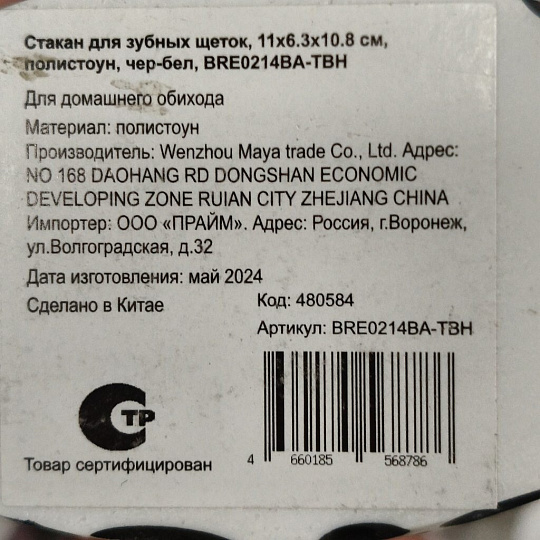 Стакан для зубных щеток, 11х6.3х10.8 см,
полистоун, чер-бел, BRE0214BA-TBH
Для домашнего обихода
Материал: полистоун
Производитель: Wenzhou Maya trade Co., Ltd. Адрес:
NO 168 DAOHANG RD DONGSHAN ECONOMIC
DEVELOPING ZONE RUIAN CITY ZHEJIANG CHINA
Импортер: ООО «ПРАЙМ». Адрес: Россия, г.Воронеж,
ул.Волгоградская, д.32
Дата изготовления: май 2024
Сделано в Китае
Код: 480584
Артикул: BRE0214BA-TBH
СТР
Товар сертифицирован
4 660185 568786